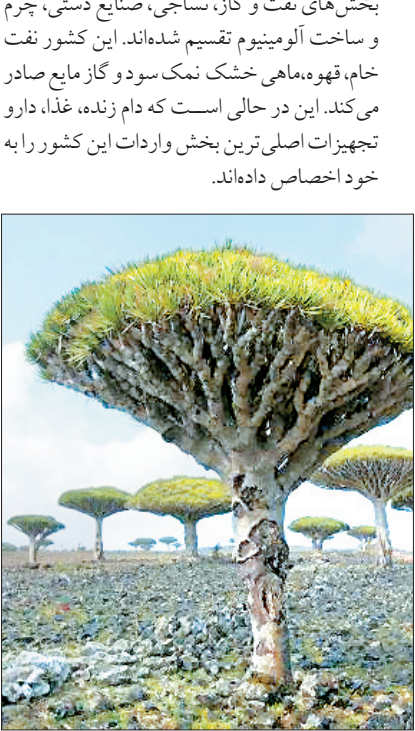 بخش‌های نفت و گاز، نساجی، صنایع دستی، چرم
و ساخت آلومینیوم تقسیم شده‌اند. این کشور نفت
خام، قهوه،ماهی خشک نمک سود و گاز مایع صادر
می‌کند. این در حالی است که دام زنده، غذا، دارو
تجهیزات اصلی‌ترین بخش واردات این کشور را به
خود اختصاص داده‌اند.